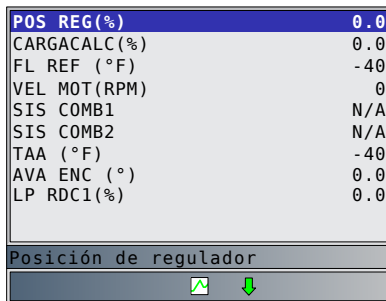 POS REG(%) 0.0
CARGACALC(%) 0.0
FL REF (°F) -40
VEL MOT(RPM) 0
SIS COMB1 N/A
SIS COMB2 N/A
TAA (°F) -40
AVA ENC (°) 0.0
LP RDC1(%) 0.0
Posición de regulador